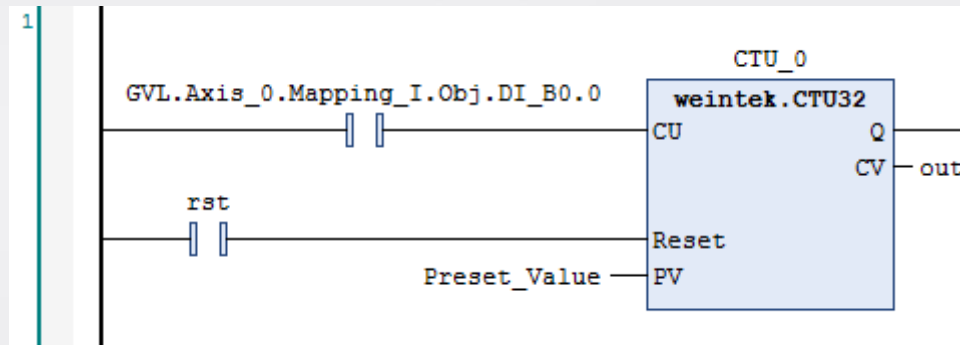 1
CTU_0
GVL.Axis_0.Mapping_I.Obj.DI_B0.0
weintek.CTU32
CU
Q
CV
out
rst
Reset
Preset_Value
PV